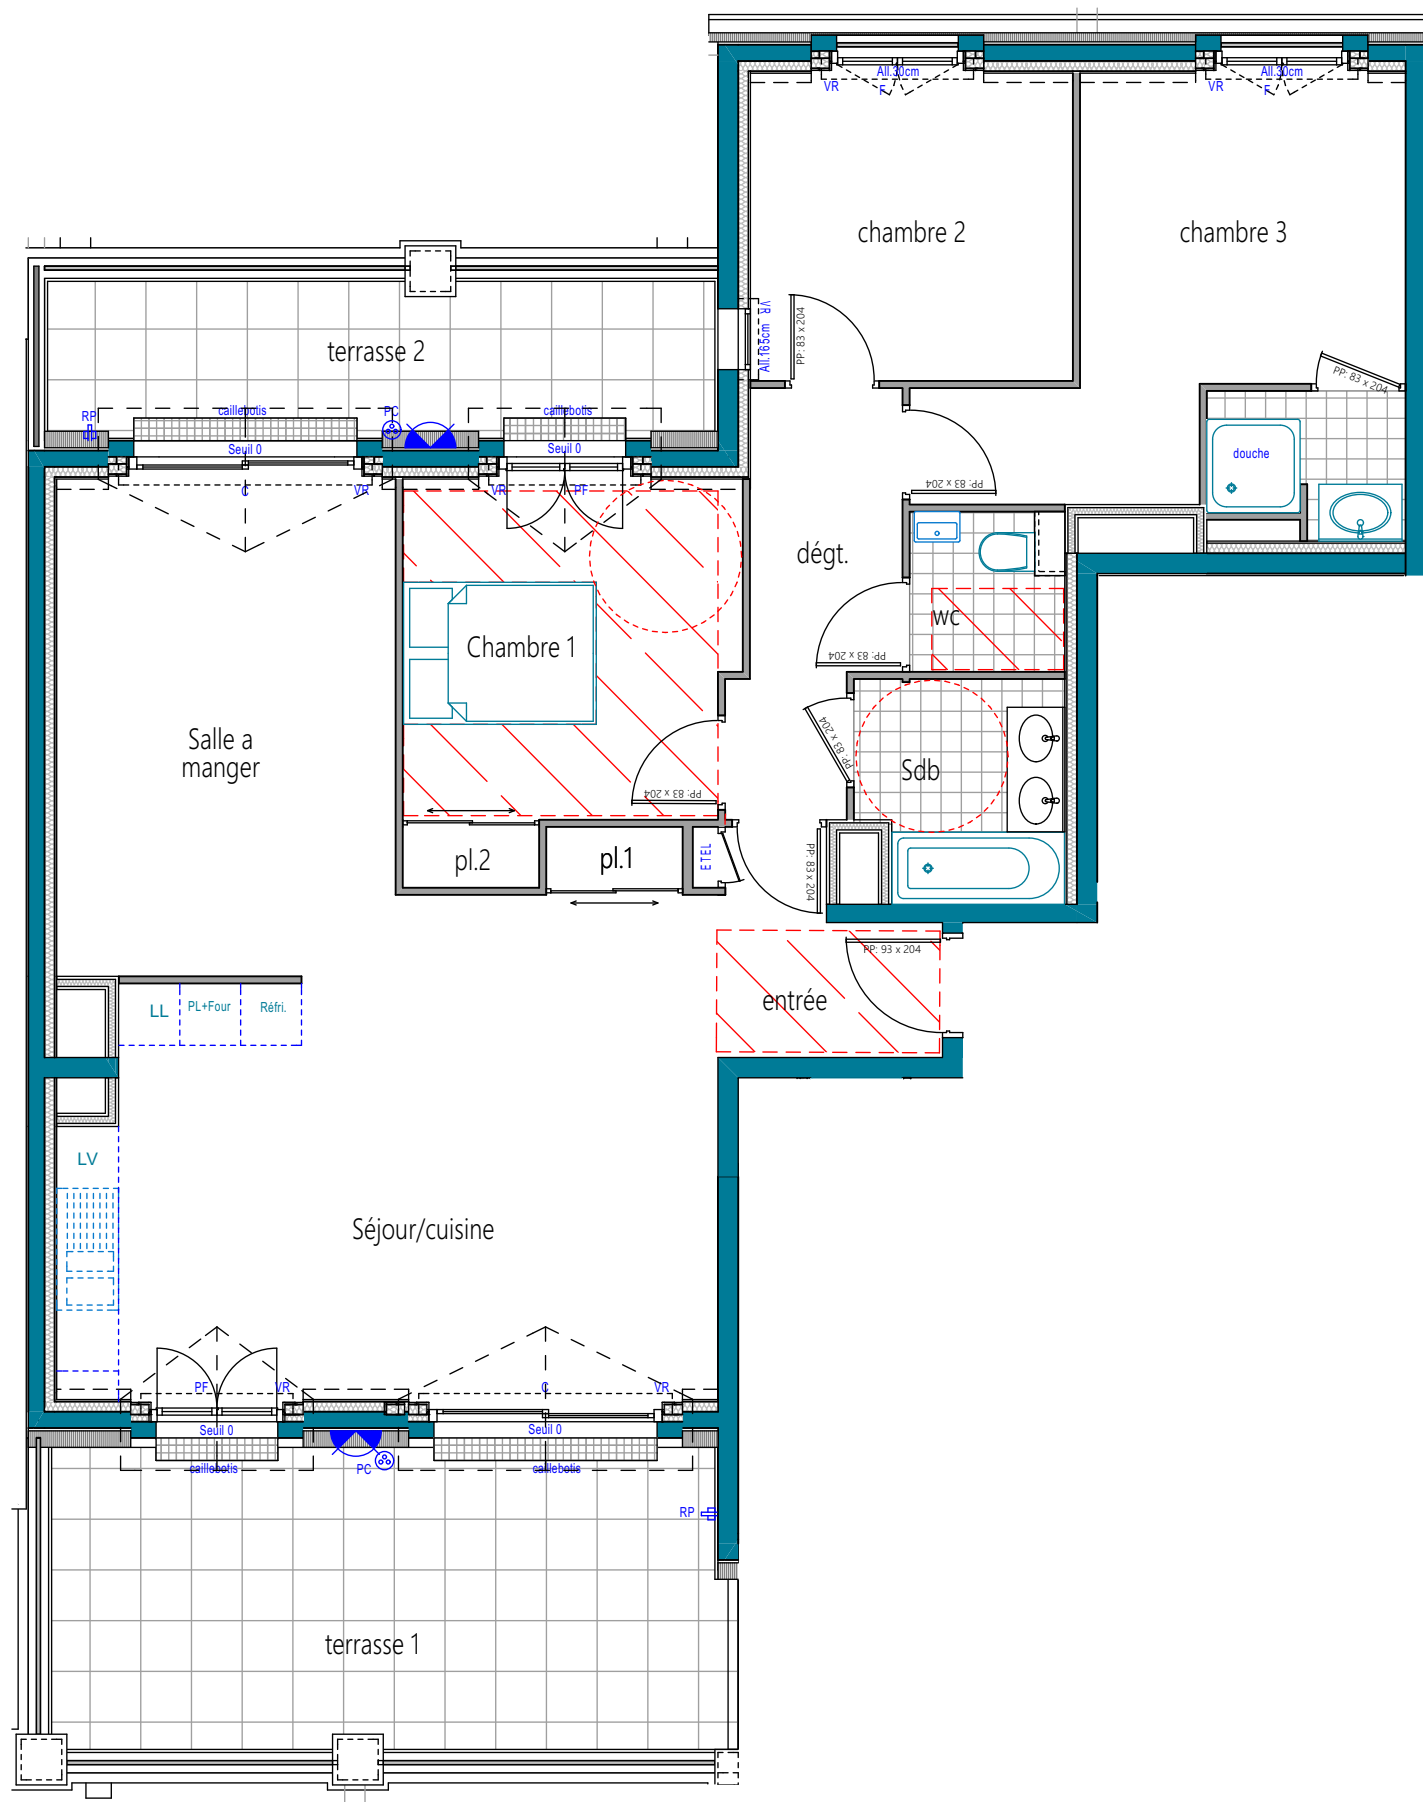 All.30cm
VR
F
All.30cm
VR
F
chambre 2
chambre 3
VR
All.165cm
PP: 83 x 204
terrasse 2
PP: 83 x 204
RP
caillebotis
PC
caillebotis
Seuil 0
Seuil 0
C
VR
VR
PF
PP: 83 x 204
douche
dégt.
wc
PP: 83 x 204
Chambre 1
Salle a
manger
PP: 83 x 204
Sdb
PP: 83 x 204
pl.2
pl.1
ETEL
PP: 83 x 204
PP: 93 x 204
entrée
LL
PL+Four
Réfri.
LV
Séjour/cuisine
PF
VR
C
VR
Seuil 0
Seuil 0
caillebotis
PC
caillebotis
RP
terrasse 1